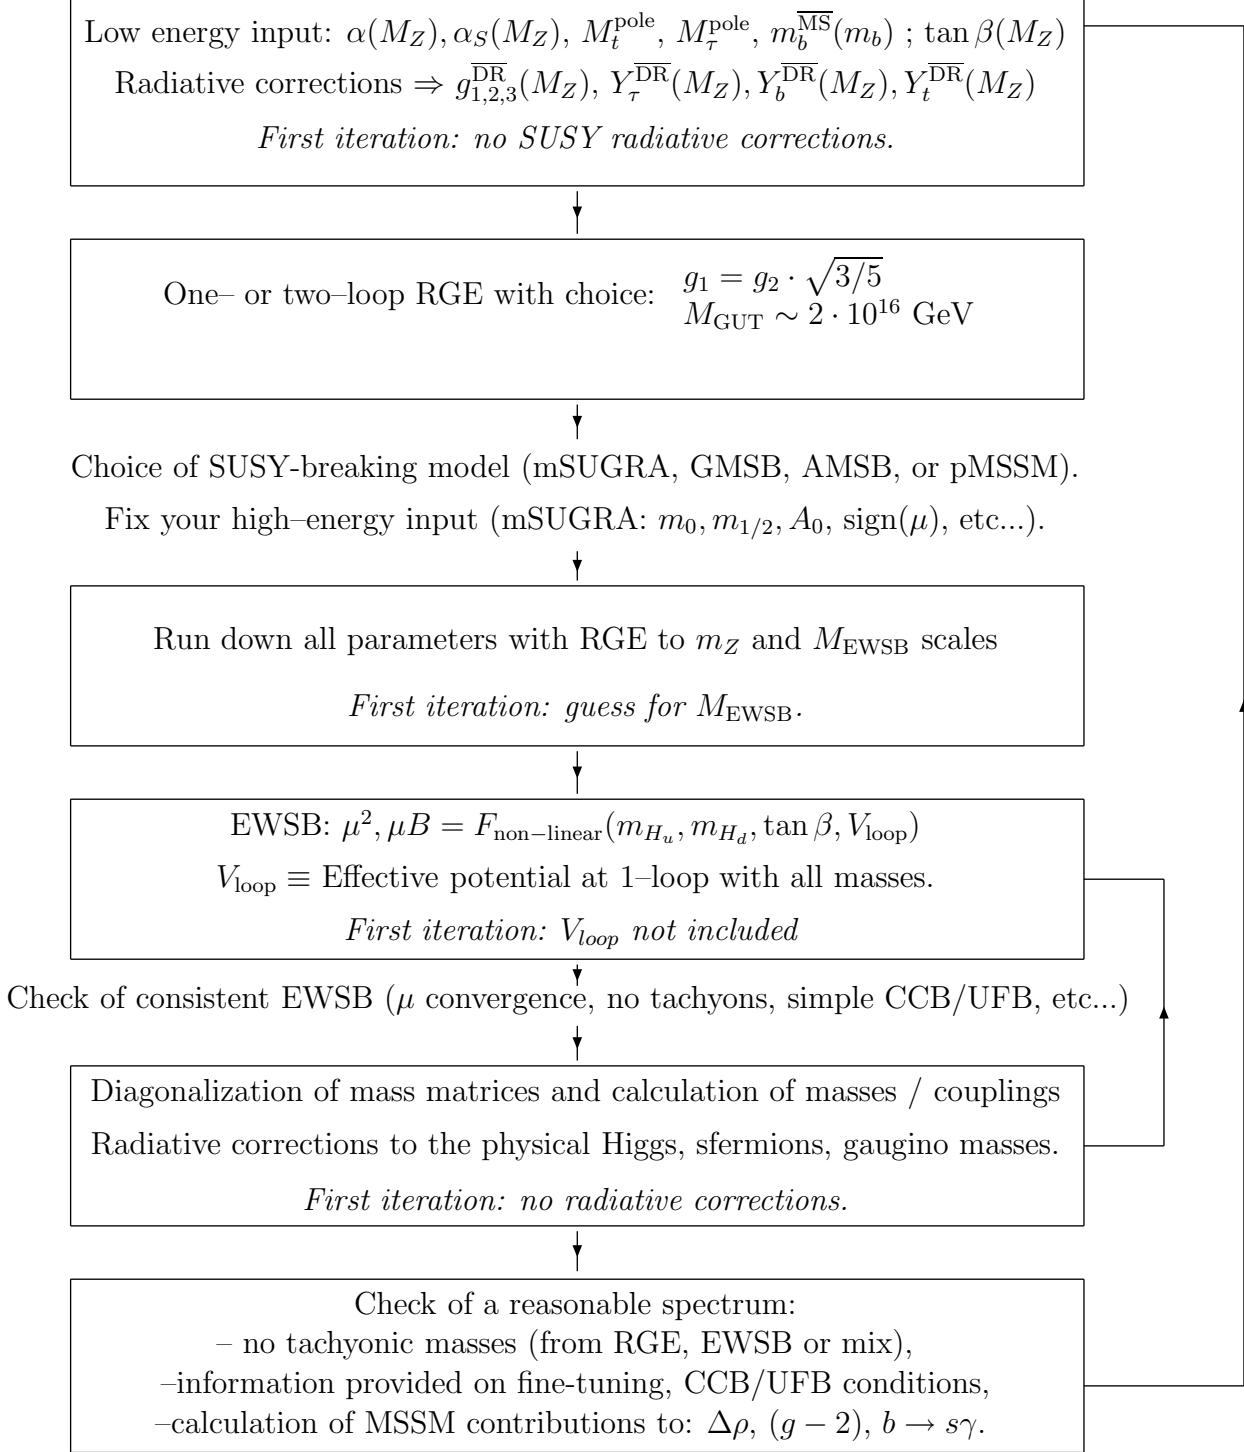 Low energy input: α(M_Z), α_S(M_Z), M_t^pole, M_τ^pole, m_b^{\overline{MS}}(m_b) ; tan β(M_Z)
Radiative corrections ⇒ g_{1,2,3}^{\overline{DR}}(M_Z), Y_τ^{\overline{DR}}(M_Z), Y_b^{\overline{DR}}(M_Z), Y_t^{\overline{DR}}(M_Z)
First iteration: no SUSY radiative corrections.
One– or two–loop RGE with choice: g_1 = g_2 · \sqrt{3/5}
M_GUT ∼ 2 · 10^{16} GeV
Choice of SUSY-breaking model (mSUGRA, GMSB, AMSB, or pMSSM).
Fix your high–energy input (mSUGRA: m_0, m_{1/2}, A_0, sign(μ), etc...).
Run down all parameters with RGE to m_Z and M_EWSB scales
First iteration: guess for M_EWSB.
EWSB: μ^2, μB = F_{non−linear}(m_{H_u}, m_{H_d}, tan β, V_loop)
V_loop ≡ Effective potential at 1–loop with all masses.
First iteration: V_loop not included
Check of consistent EWSB (μ convergence, no tachyons, simple CCB/UFB, etc...)
Diagonalization of mass matrices and calculation of masses / couplings
Radiative corrections to the physical Higgs, sfermions, gaugino masses.
First iteration: no radiative corrections.
Check of a reasonable spectrum:
– no tachyonic masses (from RGE, EWSB or mix),
–information provided on fine-tuning, CCB/UFB conditions,
–calculation of MSSM contributions to: Δρ, (g − 2), b → sγ.